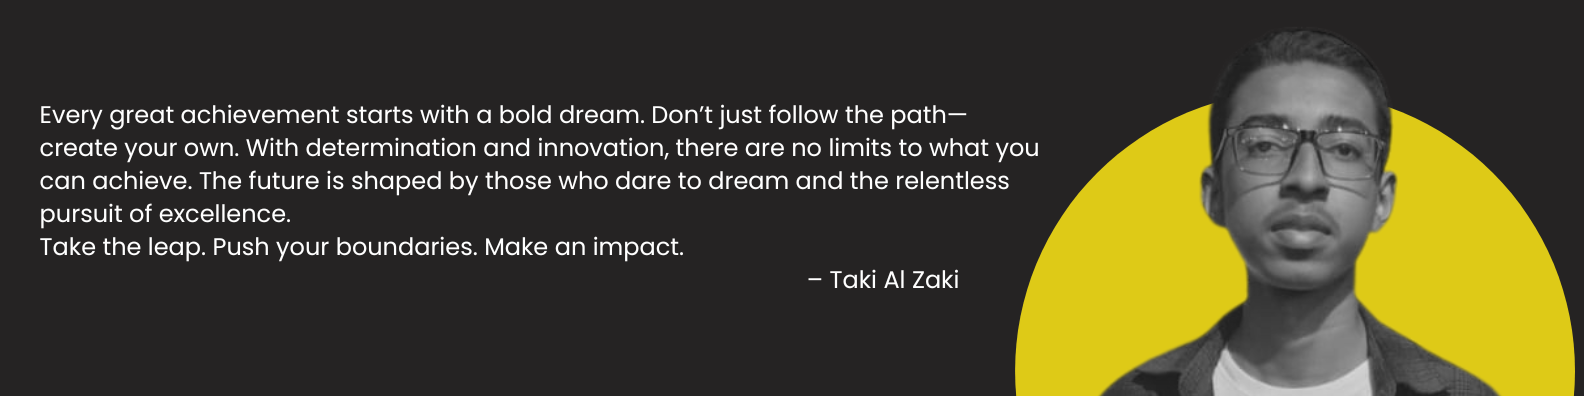 Every great achievement starts with a bold dream. Don’t just follow the path—
create your own. With determination and innovation, there are no limits to what you
can achieve. The future is shaped by those who dare to dream and the relentless
pursuit of excellence.
Take the leap. Push your boundaries. Make an impact.
– Taki Al Zaki